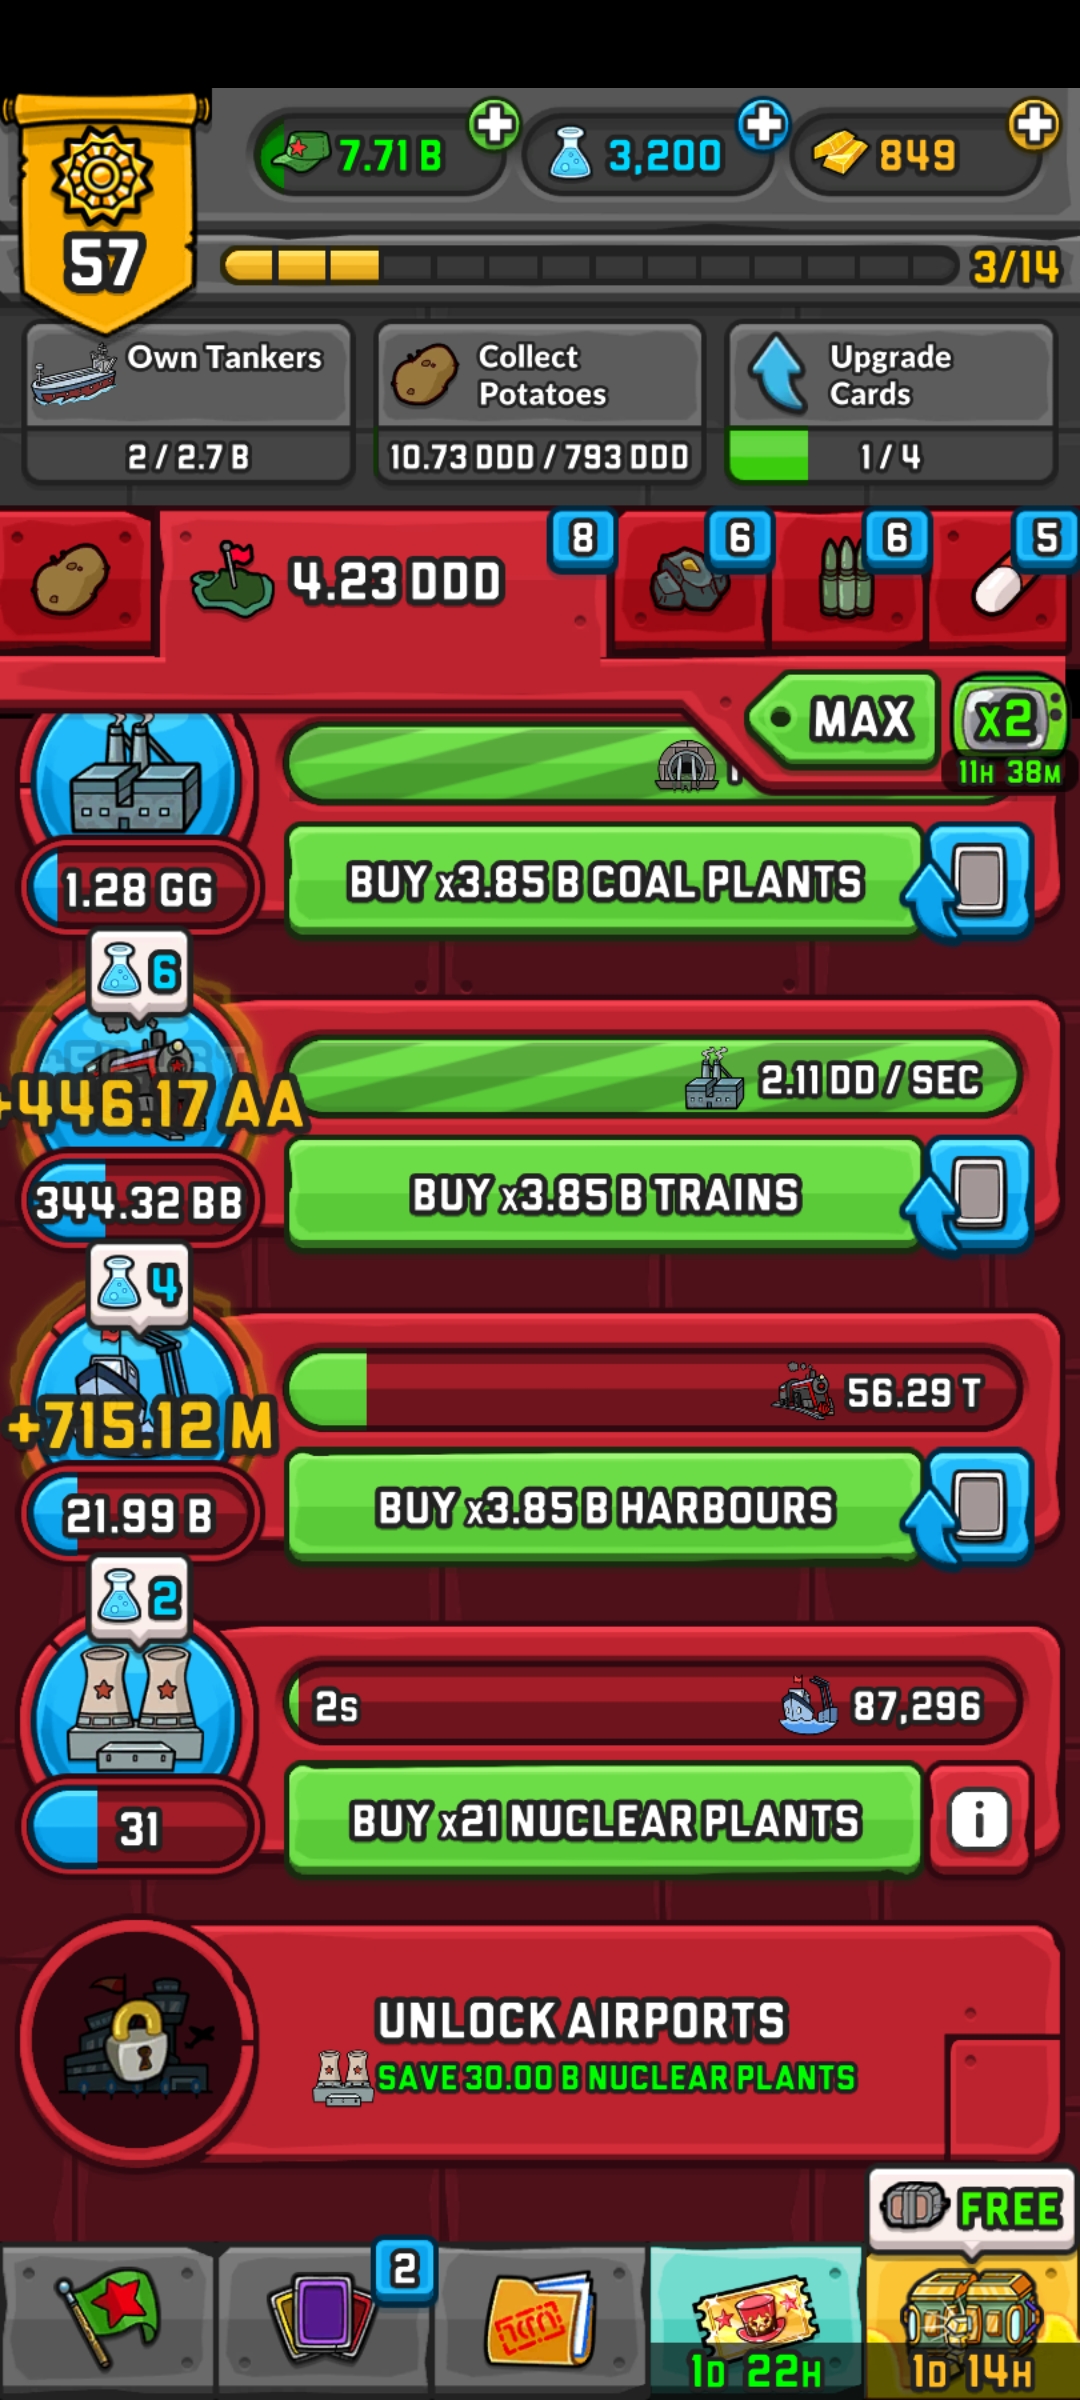 57
7.71 B
3,200
849
3/14
Own Tankers
2 / 2.7 B
Collect
Potatoes
10.73 DDD / 793 DDD
Upgrade
Cards
1 / 4
4.23 DDD
8
6
6
5
MAX
x2
11H 38M
1.28 GG
BUY x3.85 B COAL PLANTS
6
+446.17 AA
2.11 DD / SEC
344.32 BB
BUY x3.85 B TRAINS
4
+715.12 M
56.29 T
21.99 B
BUY x3.85 B HARBOURS
2
2s
87,296
31
BUY x21 NUCLEAR PLANTS
i
UNLOCK AIRPORTS
SAVE 30.00 B NUCLEAR PLANTS
FREE
2
1D 22H
1D 14H